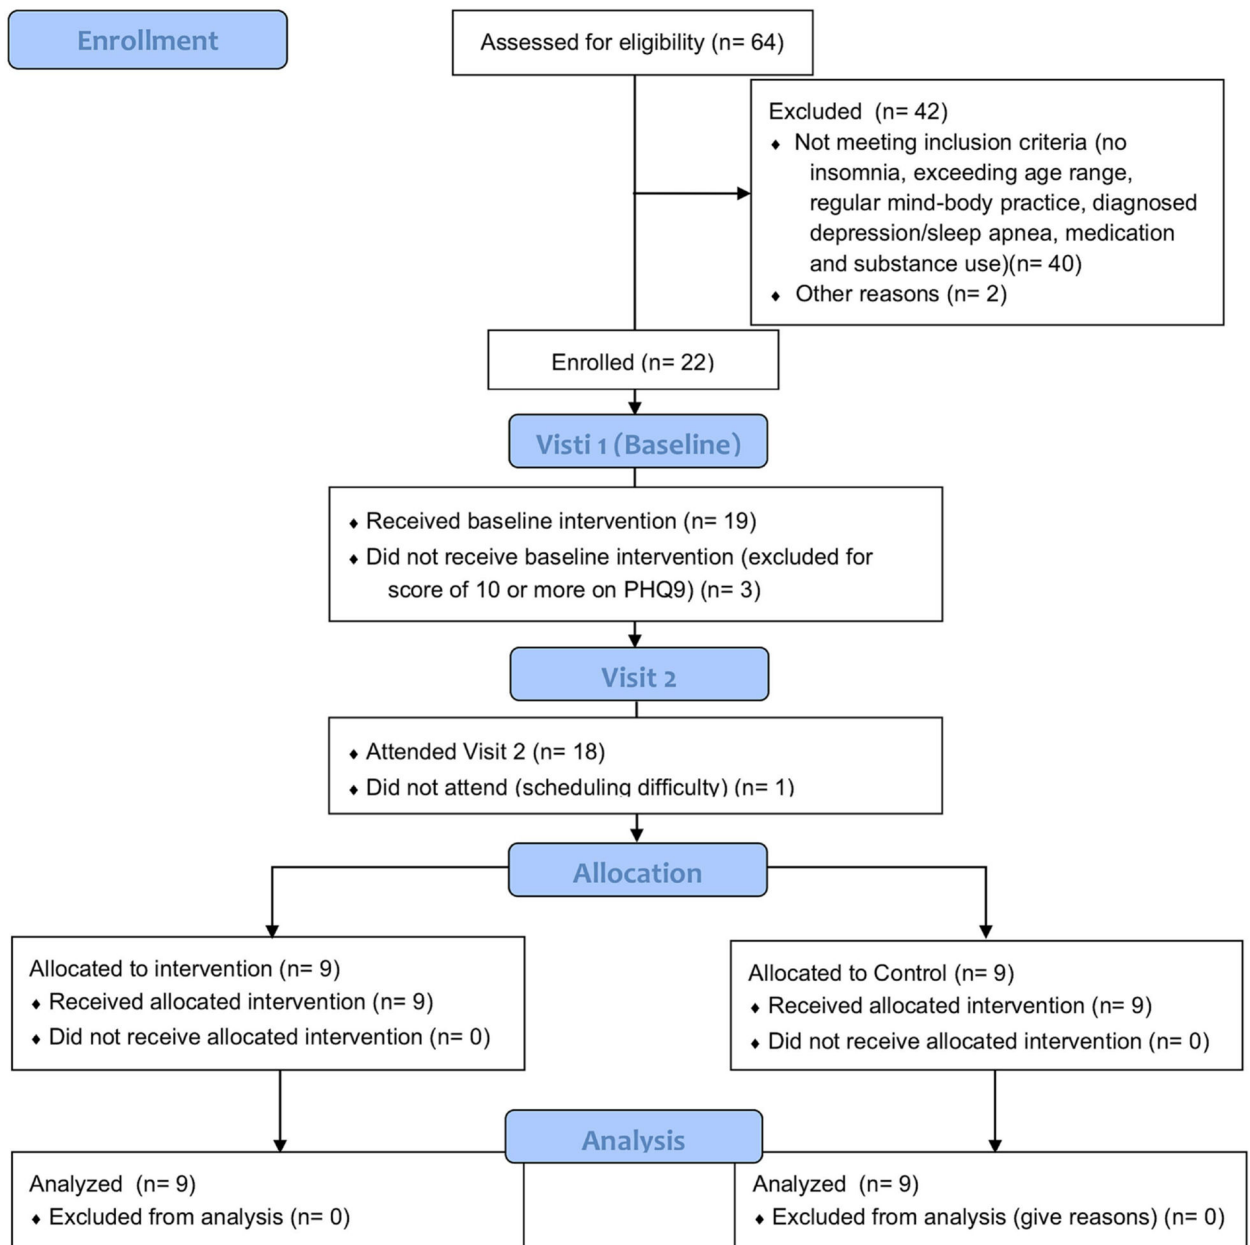 Enrollment
Assessed for eligibility (n= 64)
Excluded (n= 42)
♦ Not meeting inclusion criteria (no
insomnia, exceeding age range,
regular mind-body practice, diagnosed
depression/sleep apnea, medication
and substance use)(n= 40)
♦ Other reasons (n= 2)
Enrolled (n= 22)
Visti 1 (Baseline)
♦ Received baseline intervention (n= 19)
♦ Did not receive baseline intervention (excluded for
score of 10 or more on PHQ9) (n= 3)
Visit 2
♦ Attended Visit 2 (n= 18)
♦ Did not attend (scheduling difficulty) (n= 1)
Allocation
Allocated to intervention (n= 9)
♦ Received allocated intervention (n= 9)
♦ Did not receive allocated intervention (n= 0)
Allocated to Control (n= 9)
♦ Received allocated intervention (n= 9)
♦ Did not receive allocated intervention (n= 0)
Analysis
Analyzed (n= 9)
♦ Excluded from analysis (n= 0)
Analyzed (n= 9)
♦ Excluded from analysis (give reasons) (n= 0)